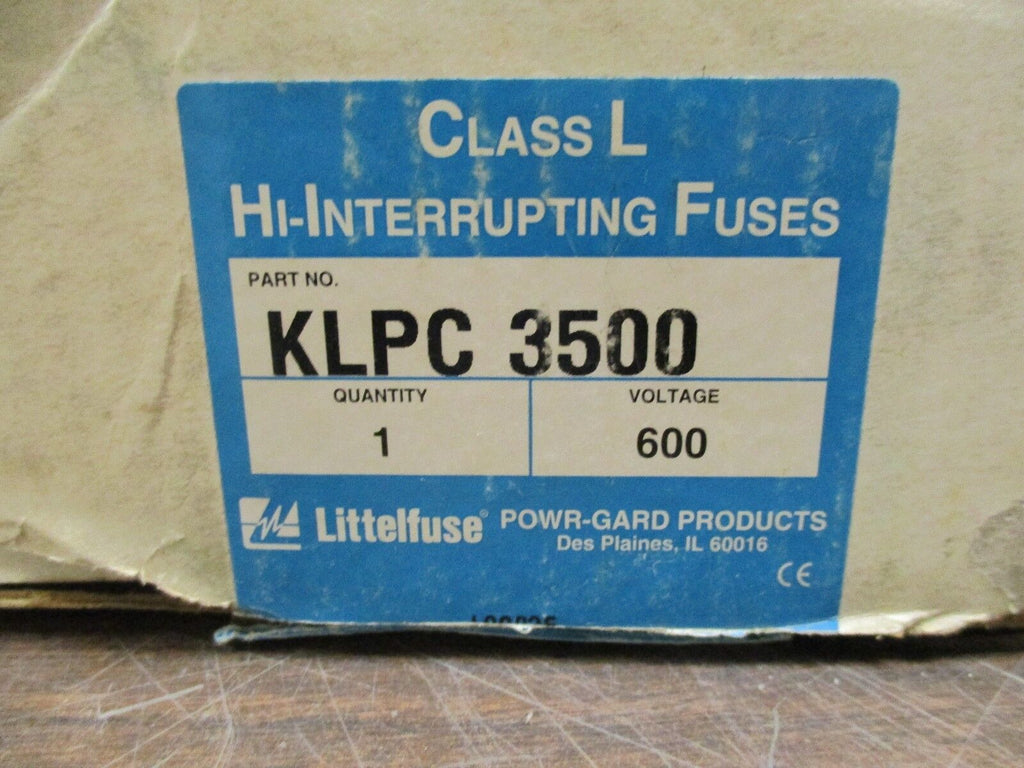 CLASS L
HI-INTERRUPTING FUSES
PART NO.
KLPC 3500
QUANTITY
1
VOLTAGE
600
Littelfuse® POWR-GARD PRODUCTS
Des Plaines, IL 60016
CE